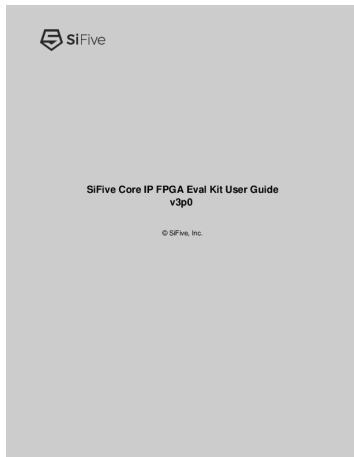 SiFive
SiFive Core IP FPGA Eval Kit User Guide
v3p0
© SiFive, Inc.